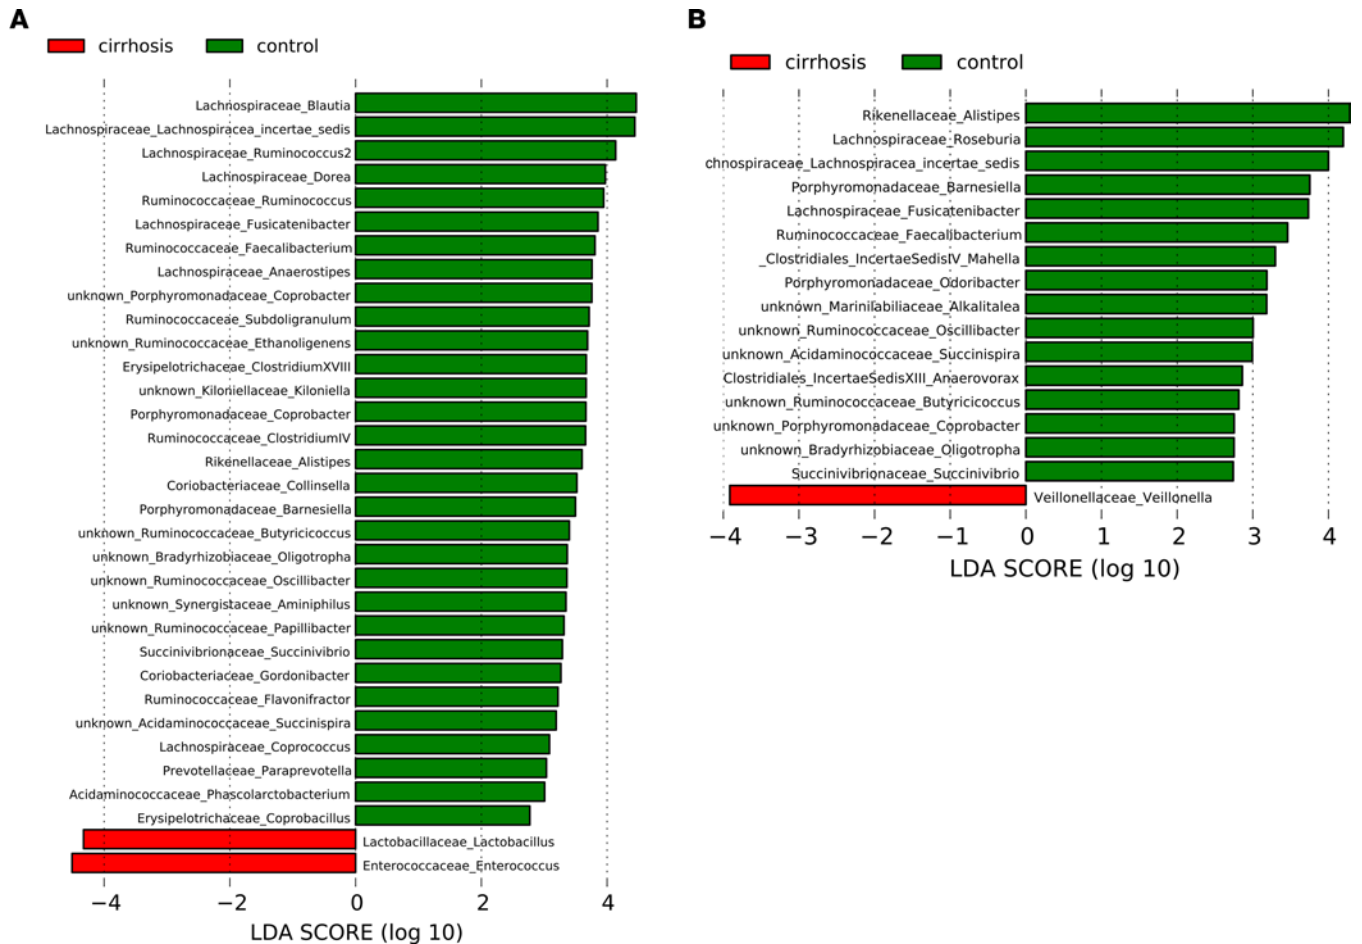 A
cirrhosis control
Lachnospiraceae_Blautia
Lachnospiraceae_Lachnospiracea_incertae_sedis
Lachnospiraceae_Ruminococcus2
Lachnospiraceae_Dorea
Ruminococcaceae_Ruminococcus
Lachnospiraceae_Fusicatenibacter
Ruminococcaceae_Faecalibacterium
Lachnospiraceae_Anaerostipes
unknown_Porphyromonadaceae_Coprobacter
Ruminococcaceae_Subdoligranulum
unknown_Ruminococcaceae_Ethanoligenens
Erysipelotrichaceae_ClostridiumXVIII
unknown_Kiloniellaceae_Kiloniella
Porphyromonadaceae_Coprobacter
Ruminococcaceae_ClostridiumIV
Rikenellaceae_Alistipes
Coriobacteriaceae_Collinsella
Porphyromonadaceae_Barnesiella
unknown_Ruminococcaceae_Butyricicoccus
unknown_Bradyrhizobiaceae_Oligotropha
unknown_Ruminococcaceae_Oscillibacter
unknown_Synergistaceae_Aminiphilus
unknown_Ruminococcaceae_Papillibacter
Succinivibrionaceae_Succinivibrio
Coriobacteriaceae_Gordonibacter
Ruminococcaceae_Flavonifractor
unknown_Acidaminococcaceae_Succinispira
Lachnospiraceae_Coprococcus
Prevotellaceae_Paraprevotella
Acidaminococcaceae_Phascolarctobacterium
Erysipelotrichaceae_Coprobacillus
Lactobacillaceae_Lactobacillus
Enterococcaceae_Enterococcus
−4 −2 0 2 4
LDA SCORE (log 10)
B
cirrhosis control
Rikenellaceae_Alistipes
Lachnospiraceae_Roseburia
chnospiraceae_Lachnospiracea_incertae_sedis
Porphyromonadaceae_Barnesiella
Lachnospiraceae_Fusicatenibacter
Ruminococcaceae_Faecalibacterium
_Clostridiales_IncertaeSedisIV_Mahella
Porphyromonadaceae_Odoribacter
unknown_Marinilabiliaceae_Alkalitalea
unknown_Ruminococcaceae_Oscillibacter
unknown_Acidaminococcaceae_Succinispira
Clostridiales_IncertaeSedisXIII_Anaerovorax
unknown_Ruminococcaceae_Butyricicoccus
unknown_Porphyromonadaceae_Coprobacter
unknown_Bradyrhizobiaceae_Oligotropha
Succinivibrionaceae_Succinivibrio
Veillonellaceae_Veillonella
−4 −3 −2 −1 0 1 2 3 4
LDA SCORE (log 10)